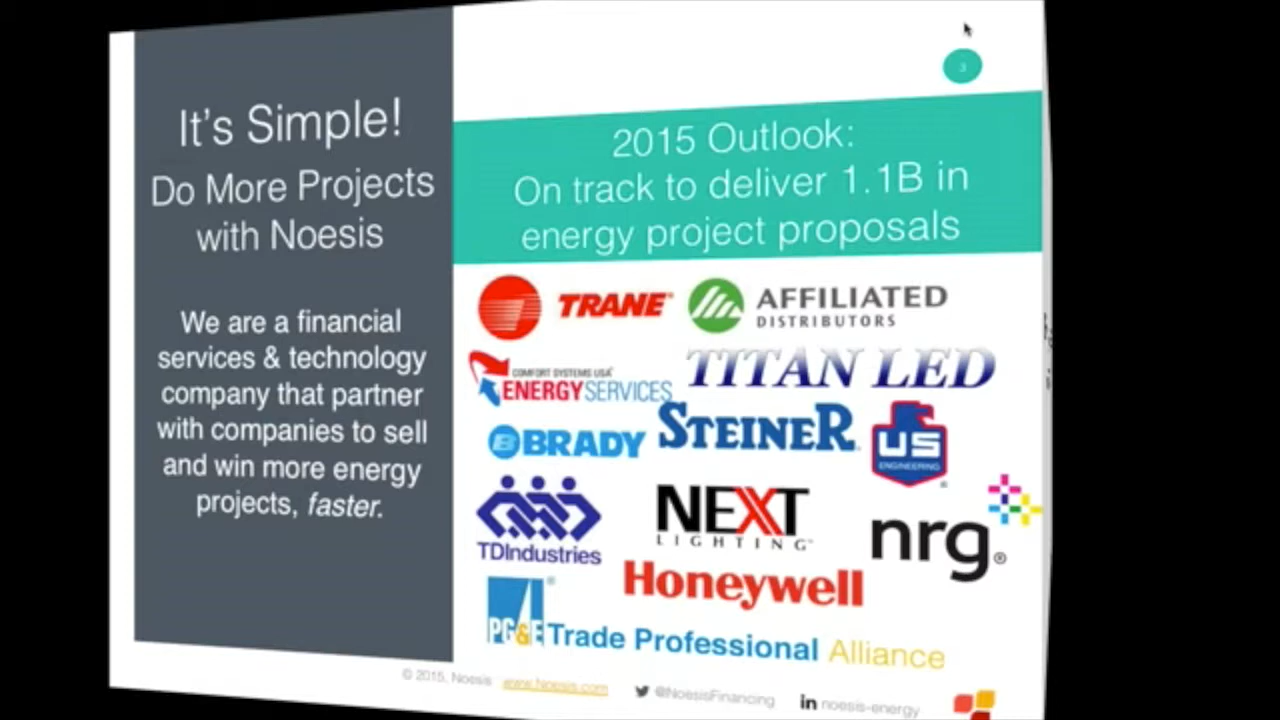 It's Simple!
Do More Projects
with Noesis
We are a financial
services & technology
company that partner
with companies to sell
and win more energy
projects, faster.
3
2015 Outlook:
On track to deliver 1.1B in
energy project proposals
TRANE
AFFILIATED
DISTRIBUTORS
COMFORT SYSTEMS USA
ENERGYSERVICES
TITAN LED
BRADY
STEINER
US
ENGINEERING
TDIndustries
NEXT
LIGHTING
nrg
Honeywell
PG&E Trade Professional Alliance
© 2015, Noesis www.Noesis.com @NoesisFinancing in noesis-energy